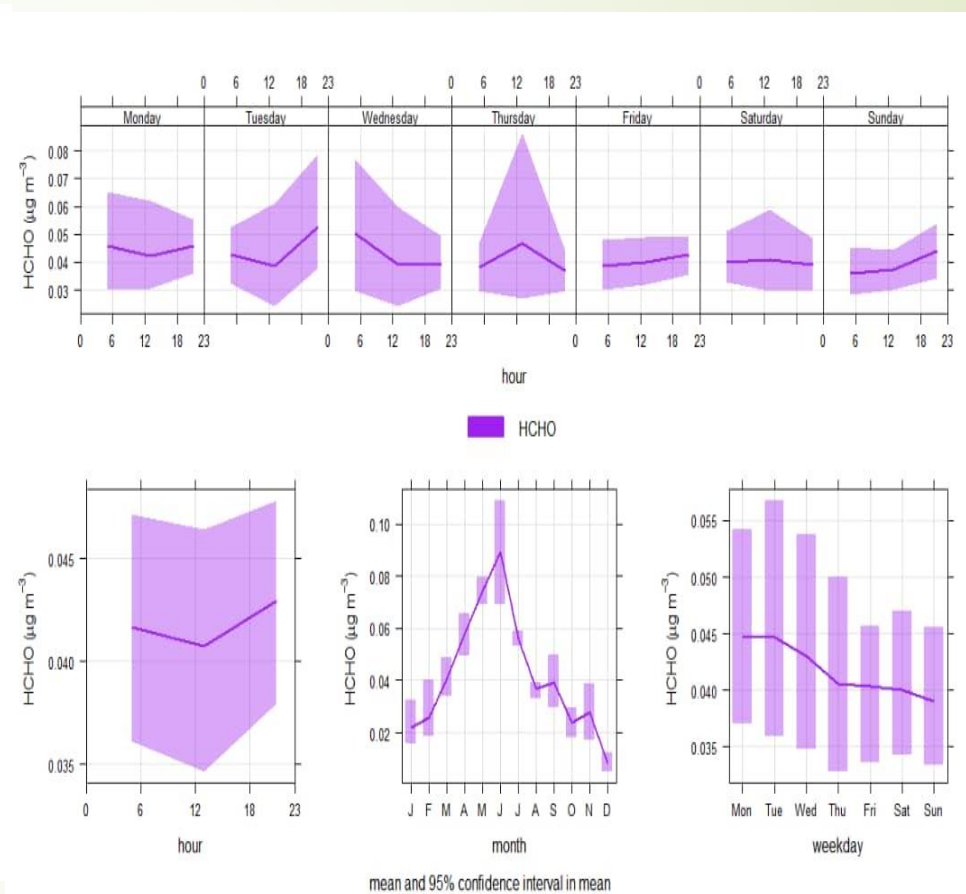 0 6 12 18 23 0 6 12 18 23 0 6 12 18 23
Monday Tuesday Wednesday Thursday Friday Saturday Sunday
HCHO (µg m⁻³)
0.08
0.07
0.06
0.05
0.04
0.03
0 6 12 18 23 0 6 12 18 23 0 6 12 18 23 0 6 12 18 23
hour
HCHO
HCHO (µg m⁻³)
0.045
0.040
0.035
0 6 12 18 23
hour
HCHO (µg m⁻³)
0.10
0.08
0.06
0.04
0.02
J F M A M J J A S O N D
month
HCHO (µg m⁻³)
0.055
0.050
0.045
0.040
0.035
Mon Tue Wed Thu Fri Sat Sun
weekday
mean and 95% confidence interval in mean